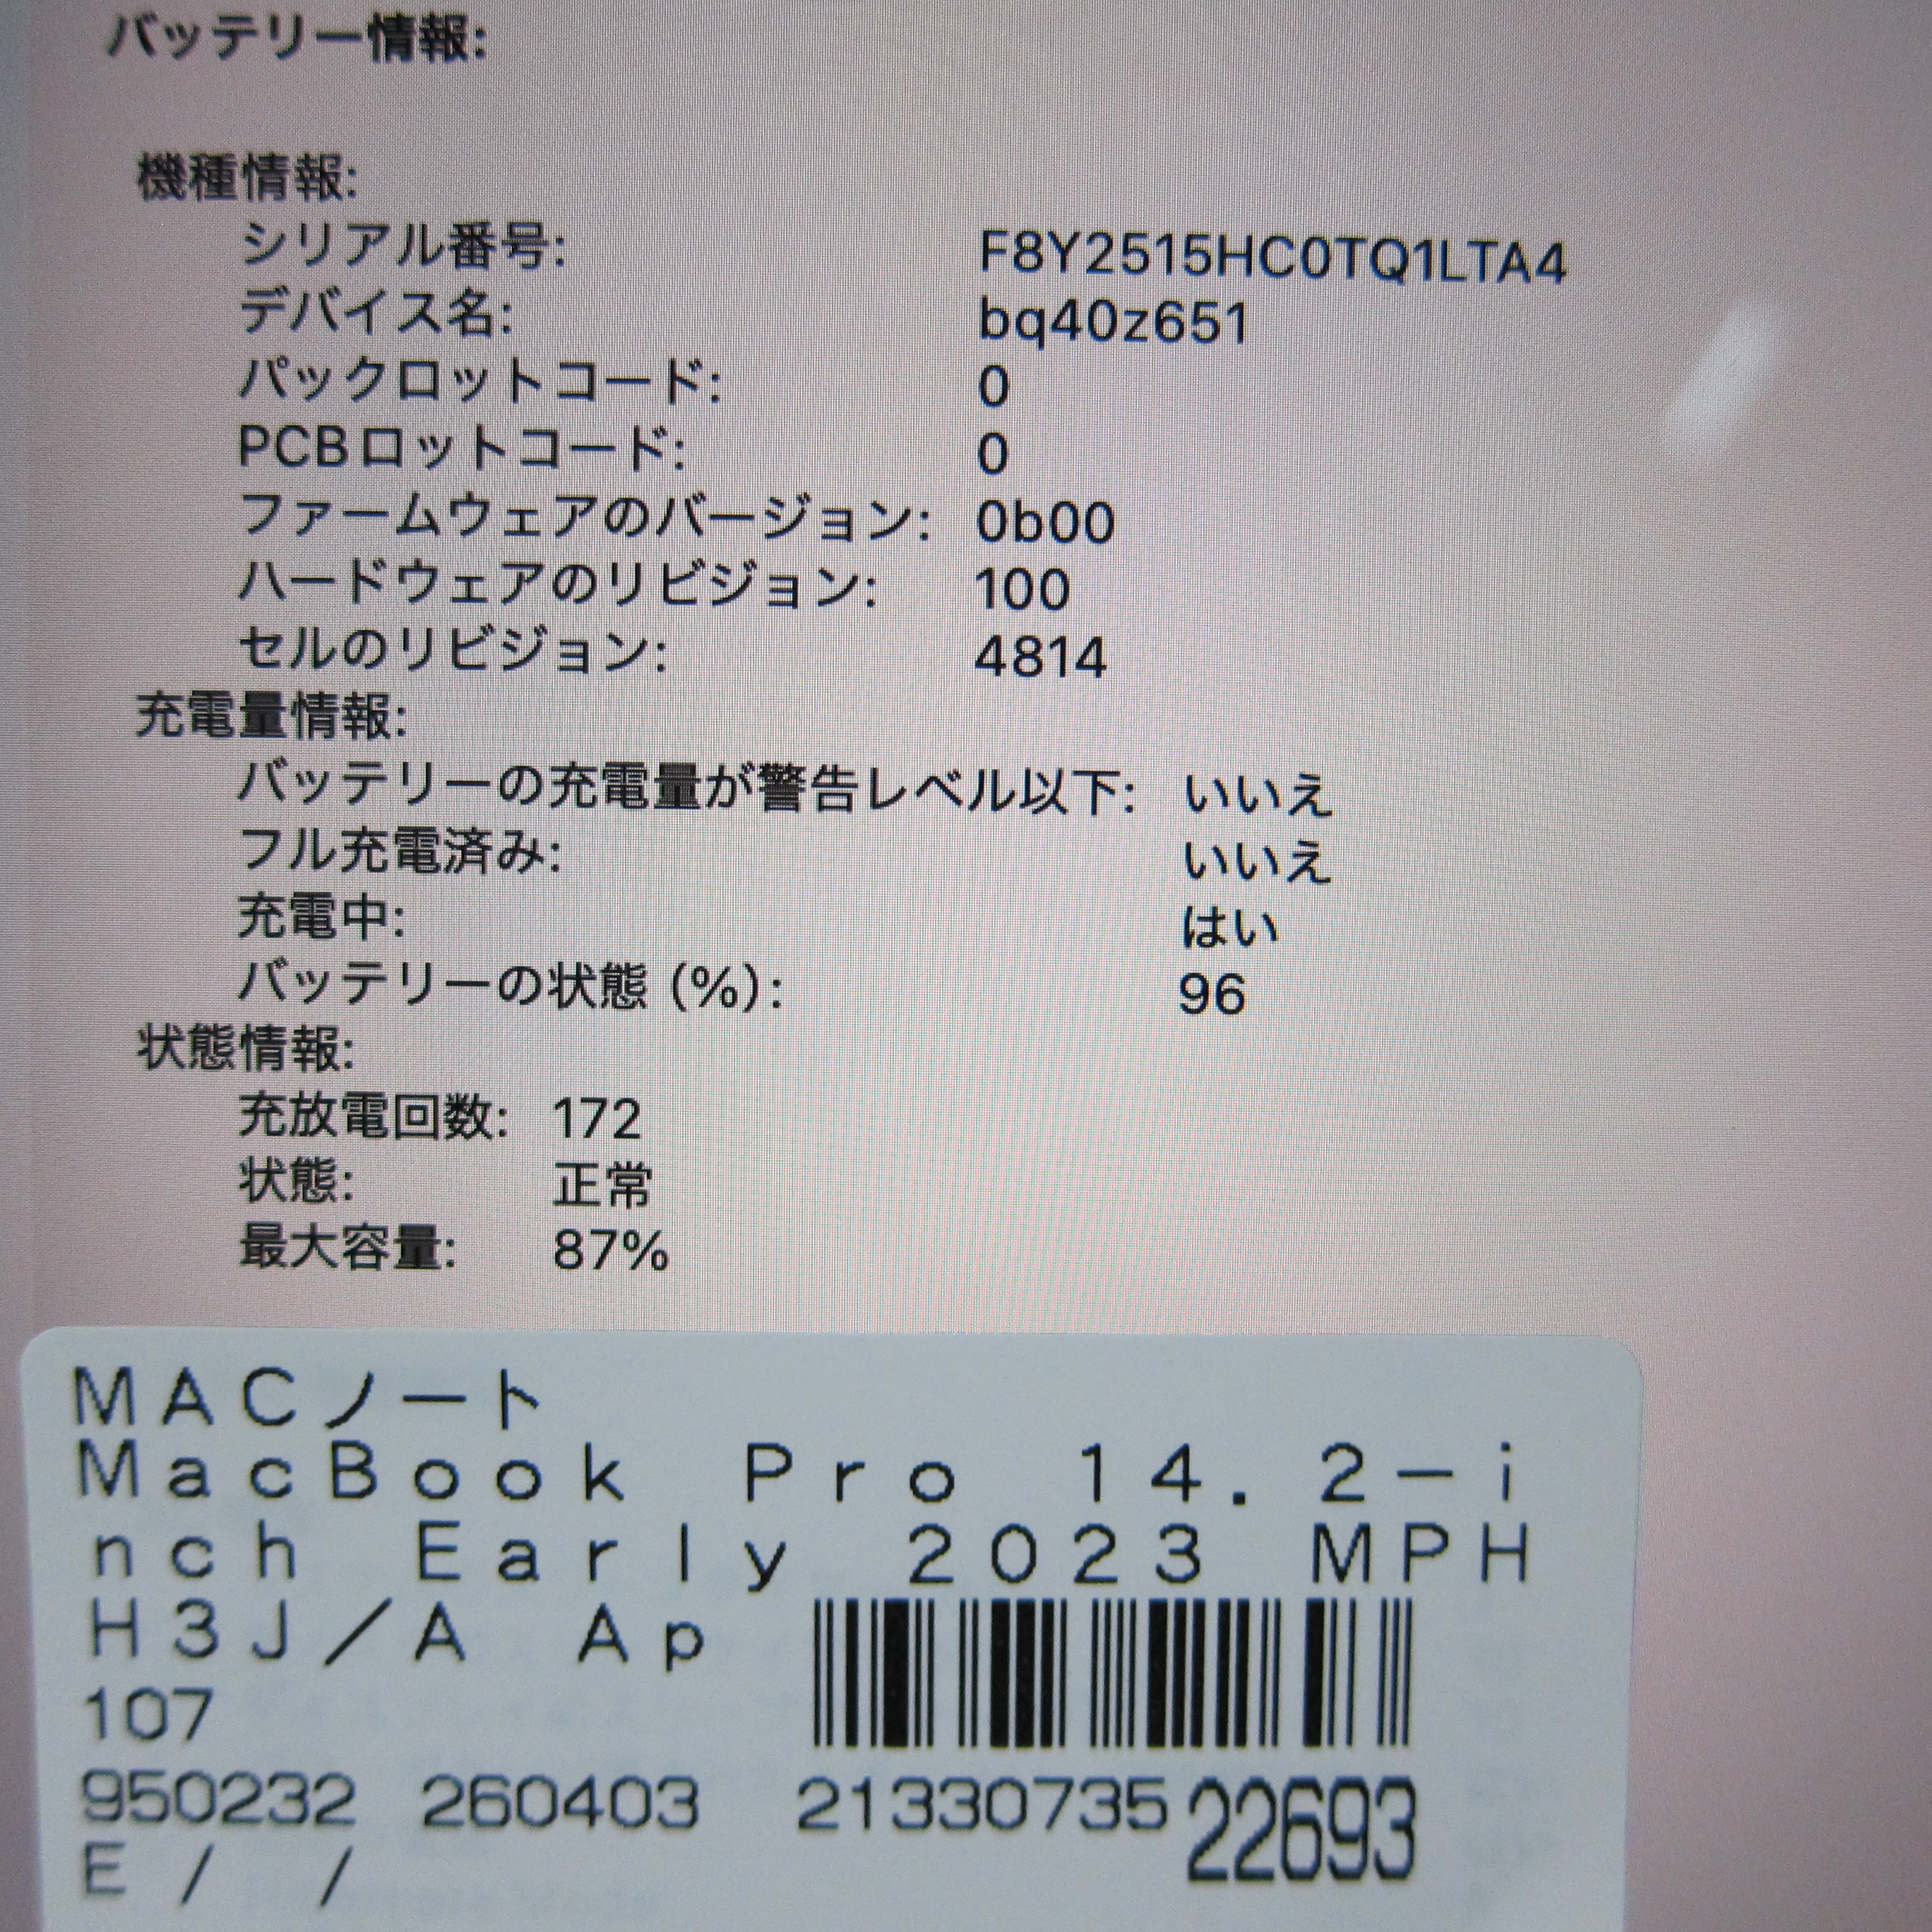 バッテリー情報:
機種情報:
シリアル番号: F8Y2515HC0TQ1LTA4
デバイス名: bq40z651
パックロットコード: 0
PCBロットコード: 0
ファームウェアのバージョン: 0b00
ハードウェアのリビジョン: 100
セルのリビジョン: 4814
充電量情報:
バッテリーの充電量が警告レベル以下: いいえ
フル充電済み: いいえ
充電中: はい
バッテリーの状態 (%): 96
状態情報:
充放電回数: 172
状態: 正常
最大容量: 87%
MACノート
MacBook Pro 14.2-i
nch Early 2023 MPH
H3J/A Ap
107
950232 260403 21330735 22693
E / /